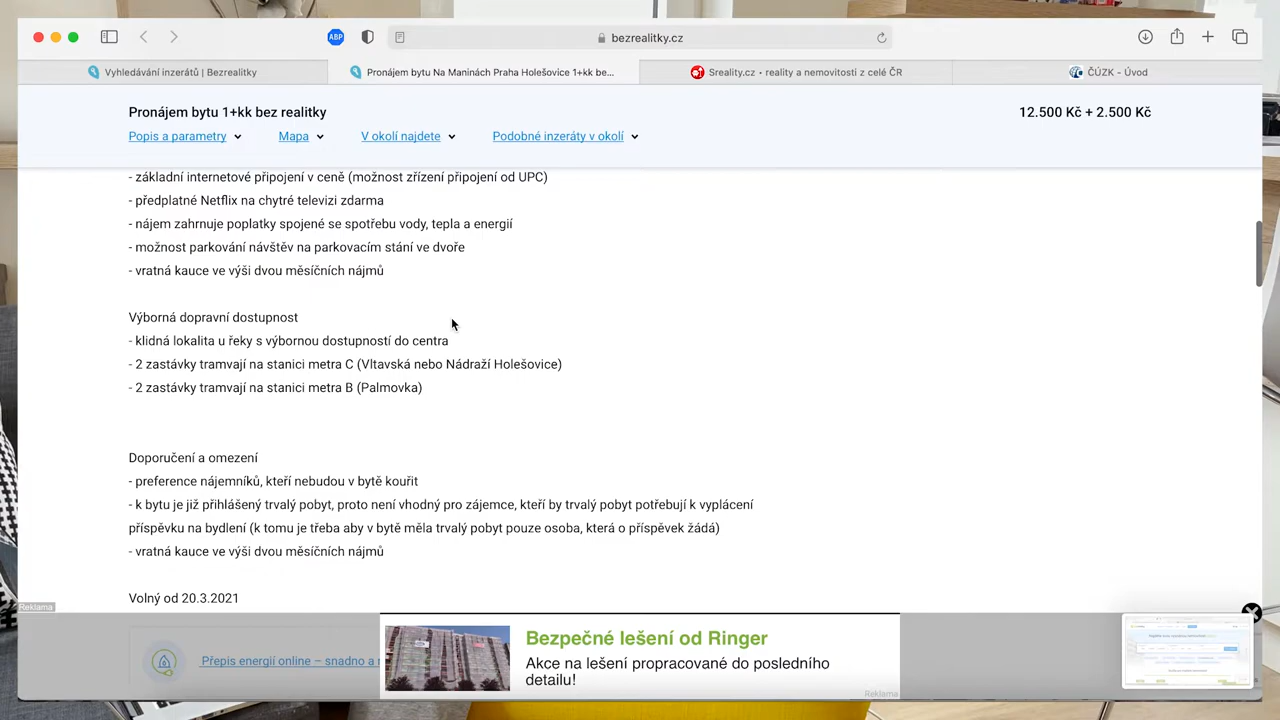 ABP
bezrealitky.cz
Vyhledávání inzerátů | Bezrealitky
Pronájem bytu Na Maninách Praha Holešovice 1+kk be...
Sreality.cz • reality a nemovitosti z celé ČR
ČÚZK - Úvod
Pronájem bytu 1+kk bez realitky
12.500 Kč + 2.500 Kč
Popis a parametry
Mapa
V okolí najdete
Podobné inzeráty v okolí
- základní internetové připojení v ceně (možnost zřízení připojení od UPC)
- předplatné Netflix na chytré televizi zdarma
- nájem zahrnuje poplatky spojené se spotřebu vody, tepla a energií
- možnost parkování návštěv na parkovacím stání ve dvoře
- vratná kauce ve výši dvou měsíčních nájmů
Výborná dopravní dostupnost
- klidná lokalita u řeky s výbornou dostupností do centra
- 2 zastávky tramvají na stanici metra C (Vltavská nebo Nádraží Holešovice)
- 2 zastávky tramvají na stanici metra B (Palmovka)
Doporučení a omezení
- preference nájemníků, kteří nebudou v bytě kouřit
- k bytu je již přihlášený trvalý pobyt, proto není vhodný pro zájemce, kteří by trvalý pobyt potřebují k vyplácení
příspěvku na bydlení (k tomu je třeba aby v bytě měla trvalý pobyt pouze osoba, která o příspěvek žádá)
- vratná kauce ve výši dvou měsíčních nájmů
Volný od 20.3.2021
Reklama
Přepis energií online – snadno a
Bezpečné lešení od Ringer
Akce na lešení propracované do posledního
detailu!
Reklama